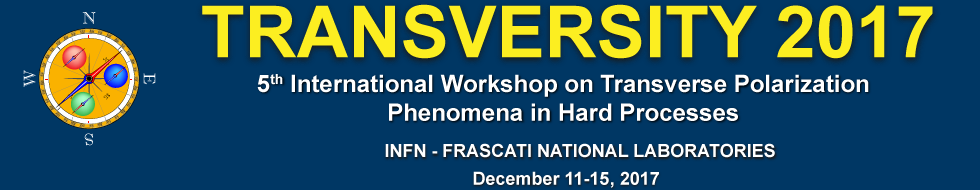 TRANSVERSITY 2017
5th International Workshop on Transverse Polarization
Phenomena in Hard Processes
INFN - FRASCATI NATIONAL LABORATORIES
December 11-15, 2017
N
W
E
S